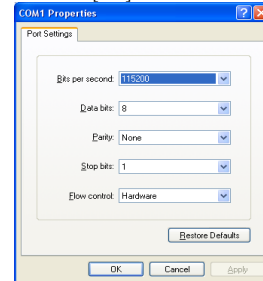 COM1 Properties
Port Settings
Bits per second: 115200
Data bits: 8
Parity: None
Stop bits: 1
Flow control: Hardware
Restore Defaults
OK Cancel Apply